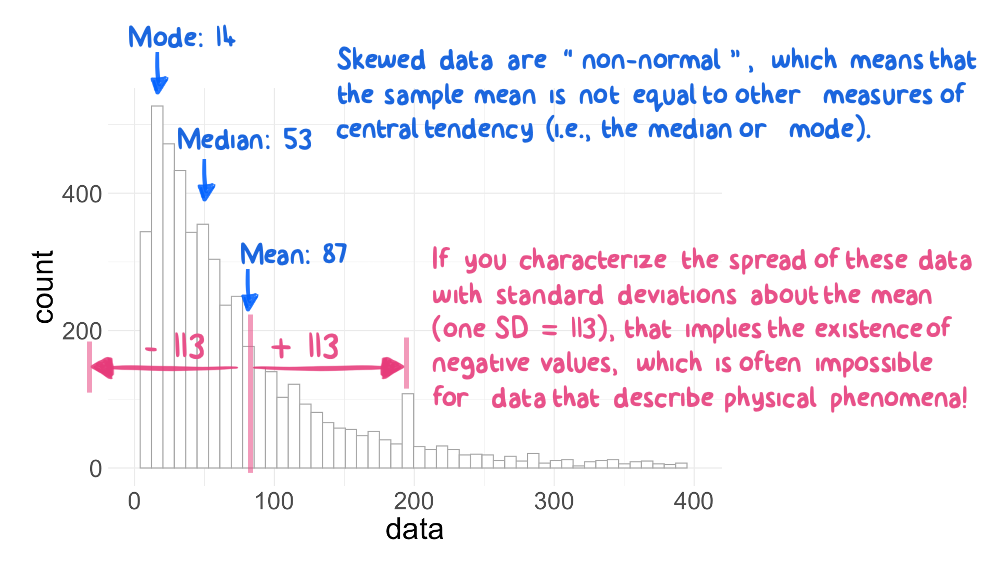 Mode: 14
Skewed data are "non-normal", which means that
the sample mean is not equal to other measures of
central tendency (i.e., the median or mode).
Median: 53
Mean: 87
If you characterize the spread of these data
with standard deviations about the mean
(one SD = 113), that implies the existence of
negative values, which is often impossible
for data that describe physical phenomena!
- 113
+ 113
count
400
200
0
0
100
200
300
400
data